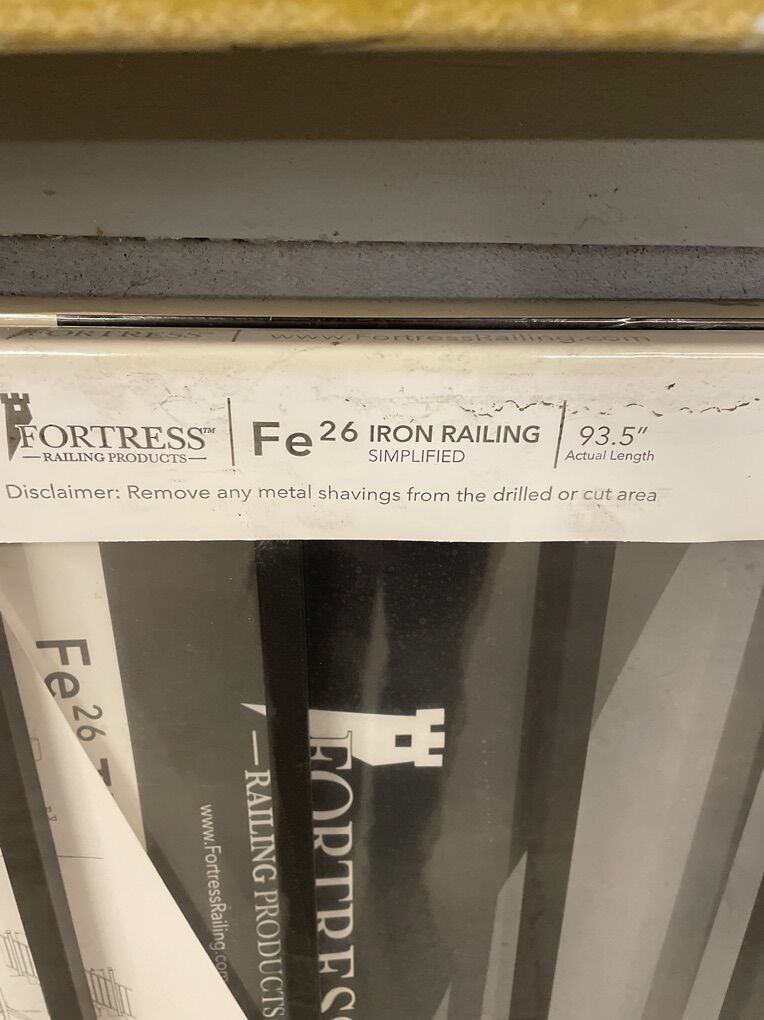 FORTRESS | www.FortressRailing.com
FORTRESS™
—RAILING PRODUCTS—
Fe26 IRON RAILING
SIMPLIFIED
93.5"
Actual Length
Disclaimer: Remove any metal shavings from the drilled or cut area
Fe26
www.FortressRailing.com
—RAILING PRODUCTS
FORTRESS